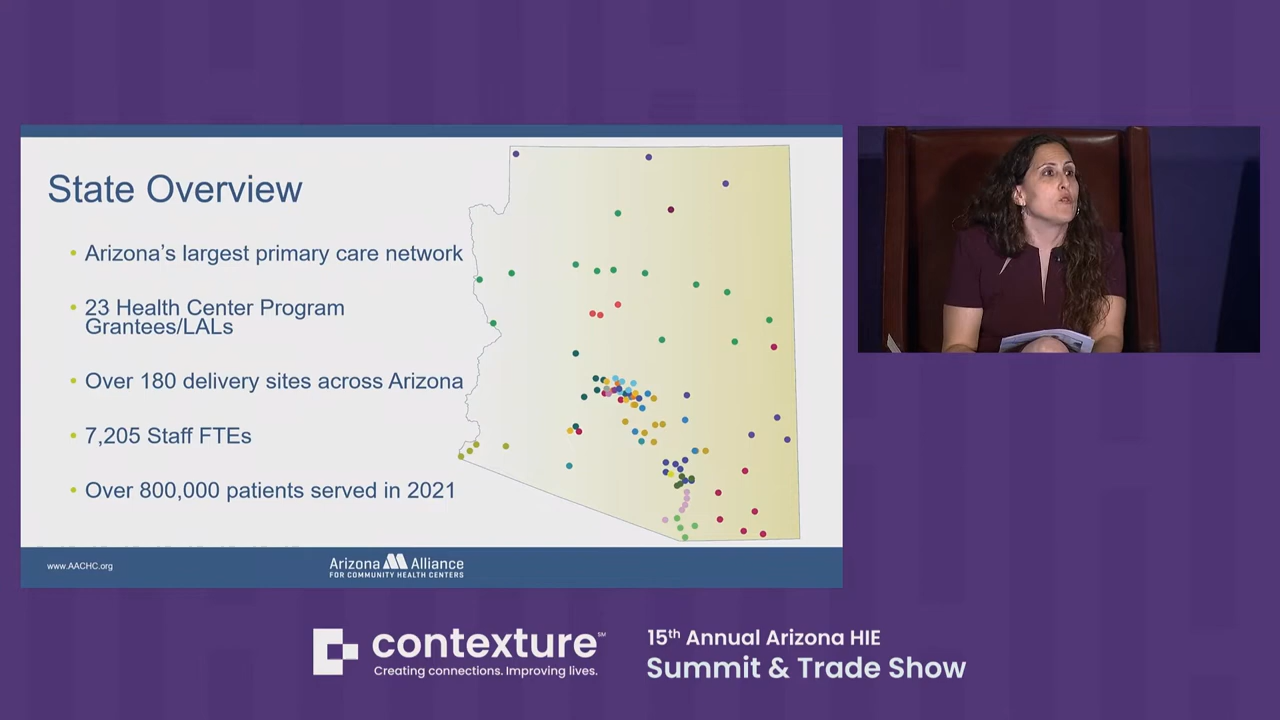 State Overview
• Arizona's largest primary care network
• 23 Health Center Program
Grantees/LALs
• Over 180 delivery sites across Arizona
• 7,205 Staff FTEs
• Over 800,000 patients served in 2021
www.AACHC.org
Arizona Alliance
FOR COMMUNITY HEALTH CENTERS
contexture℠
Creating connections. Improving lives.
15th Annual Arizona HIE
Summit & Trade Show